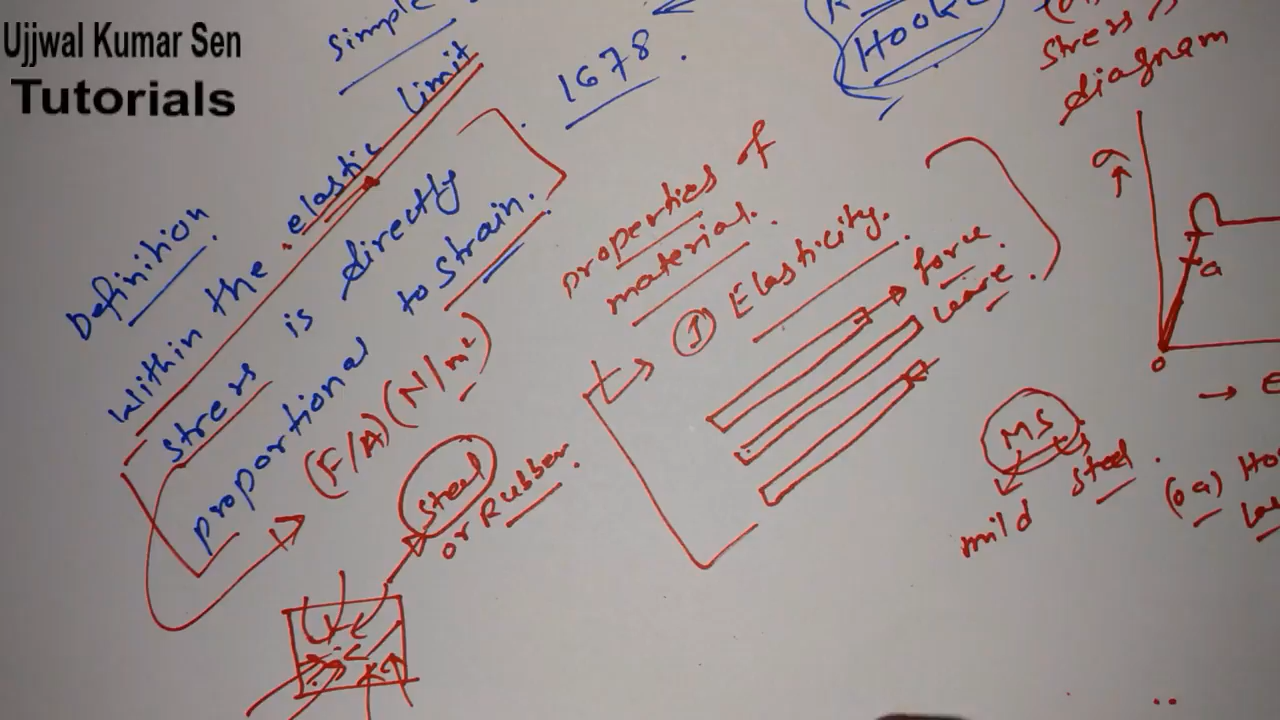 Ujjwal Kumar Sen
Tutorials
Simple
1678.
Hooke
Stress
diagram
Definition
Within the elastic limit
stress is directly
proportional to strain.
(F/A) (N/m²)
Steel
or Rubber.
properties of
material.
① Elasticity.
force
leave
σ
a
o
MS
mild steel.
(oa)